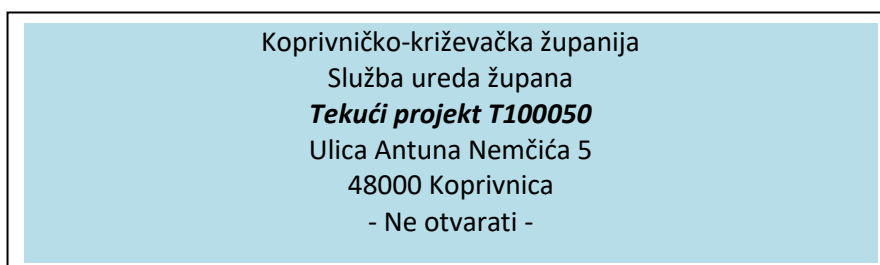 Koprivničko-križevačka županija
Služba ureda župana
Tekući projekt T100050
Ulica Antuna Nemčića 5
48000 Koprivnica
- Ne otvarati -